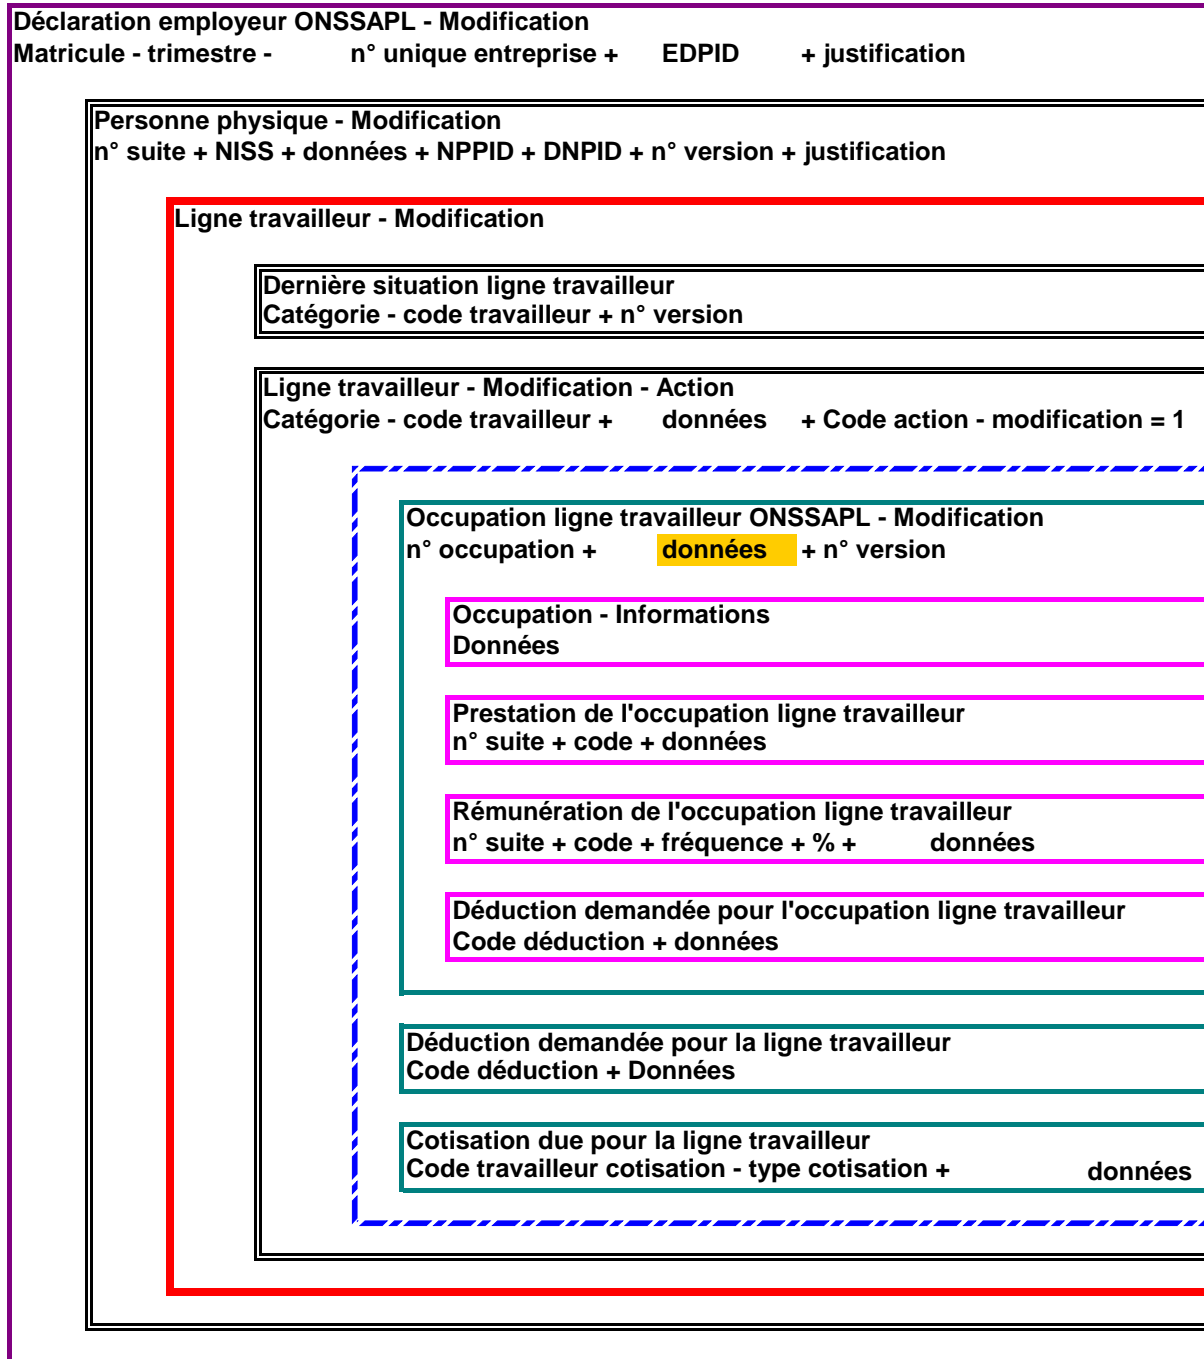 Déclaration employeur ONSSAPL - Modification
Matricule - trimestre - n° unique entreprise + EDPID + justification
Personne physique - Modification
n° suite + NISS + données + NPPID + DNPID + n° version + justification
Ligne travailleur - Modification
Dernière situation ligne travailleur
Catégorie - code travailleur + n° version
Ligne travailleur - Modification - Action
Catégorie - code travailleur + données + Code action - modification = 1
Occupation ligne travailleur ONSSAPL - Modification
n° occupation + données + n° version
Occupation - Informations
Données
Prestation de l'occupation ligne travailleur
n° suite + code + données
Rémunération de l'occupation ligne travailleur
n° suite + code + fréquence + % + données
Déduction demandée pour l'occupation ligne travailleur
Code déduction + données
Déduction demandée pour la ligne travailleur
Code déduction + Données
Cotisation due pour la ligne travailleur
Code travailleur cotisation - type cotisation + données